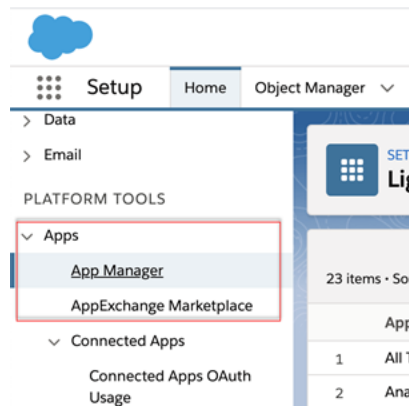 Setup Home Object Manager
Data
Email
SET
PLATFORM TOOLS
Apps
App Manager
23 items • So
AppExchange Marketplace
App
Connected Apps
1 All
Connected Apps OAuth
Usage
2 Ana